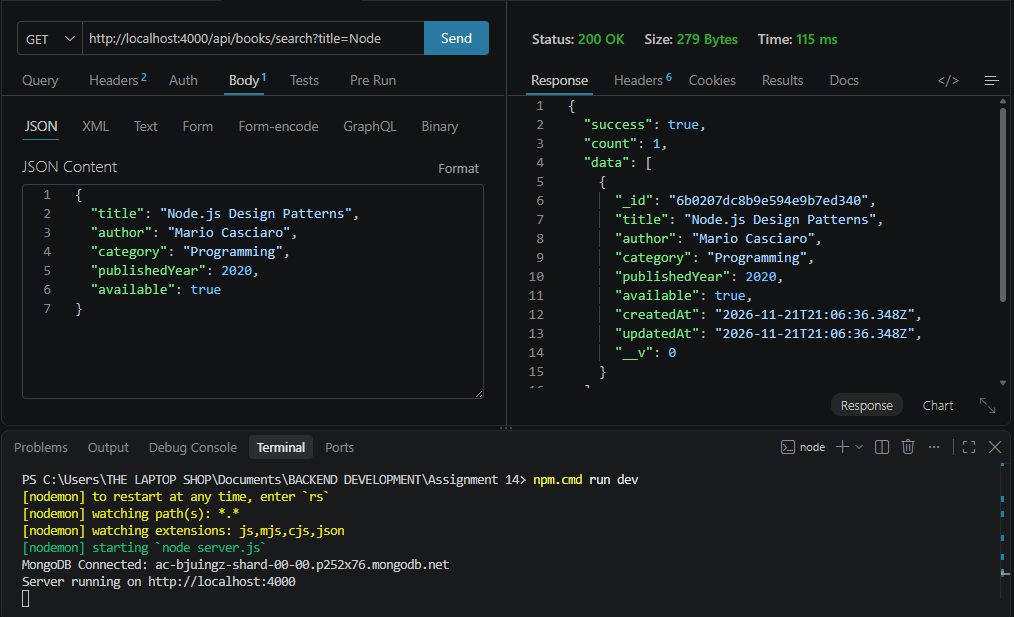 GET http://localhost:4000/api/books/search?title=Node Send
Query Headers 2 Auth Body 1 Tests Pre Run
JSON XML Text Form Form-encode GraphQL Binary
JSON Content Format
1 {
2 "title": "Node.js Design Patterns",
3 "author": "Mario Casciaro",
4 "category": "Programming",
5 "publishedYear": 2020,
6 "available": true
7 }
Status: 200 OK Size: 279 Bytes Time: 115 ms
Response Headers 6 Cookies Results Docs </>
1 {
2 "success": true,
3 "count": 1,
4 "data": [
5 {
6 "_id": "6b0207dc8b9e594e9b7ed340",
7 "title": "Node.js Design Patterns",
8 "author": "Mario Casciaro",
9 "category": "Programming",
10 "publishedYear": 2020,
11 "available": true,
12 "createdAt": "2026-11-21T21:06:36.348Z",
13 "updatedAt": "2026-11-21T21:06:36.348Z",
14 "__v": 0
15 }
Response Chart
Problems Output Debug Console Terminal Ports node
PS C:\Users\THE LAPTOP SHOP\Documents\BACKEND DEVELOPMENT\Assignment 14> npm.cmd run dev
[nodemon] to restart at any time, enter `rs`
[nodemon] watching path(s): *.*
[nodemon] watching extensions: js,mjs,cjs,json
[nodemon] starting `node server.js`
MongoDB Connected: ac-bjuingz-shard-00-00.p252x76.mongodb.net
Server running on http://localhost:4000